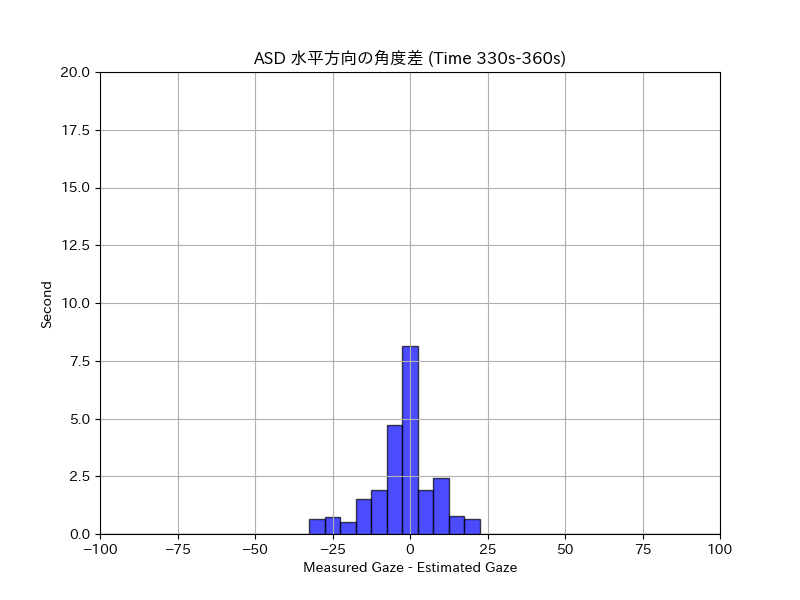 ASD 水平方向の角度差 (Time 330s-360s)
20.0
17.5
15.0
12.5
10.0
7.5
5.0
2.5
0.0
Second
−100 −75 −50 −25 0 25 50 75 100
Measured Gaze - Estimated Gaze